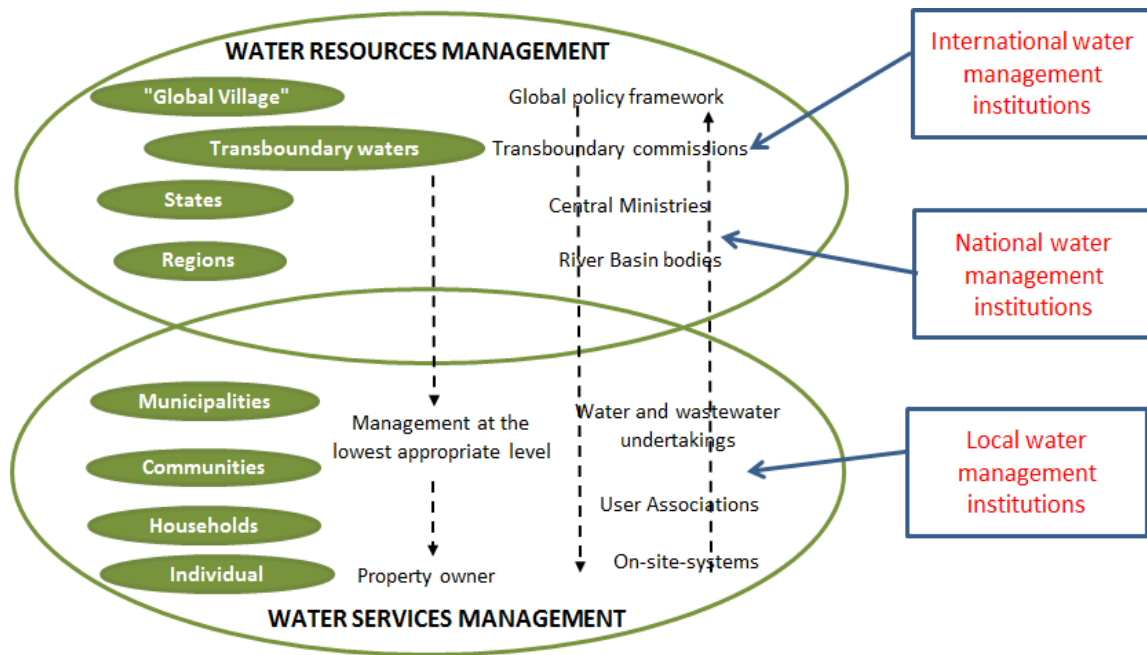 WATER RESOURCES MANAGEMENT
"Global Village"
Global policy framework
Transboundary waters
Transboundary commissions
States
Central Ministries
Regions
River Basin bodies
Municipalities
Management at the
lowest appropriate level
Water and wastewater
undertakings
Communities
User Associations
Households
On-site-systems
Individual
Property owner
WATER SERVICES MANAGEMENT
International water
management
institutions
National water
management
institutions
Local water
management
institutions